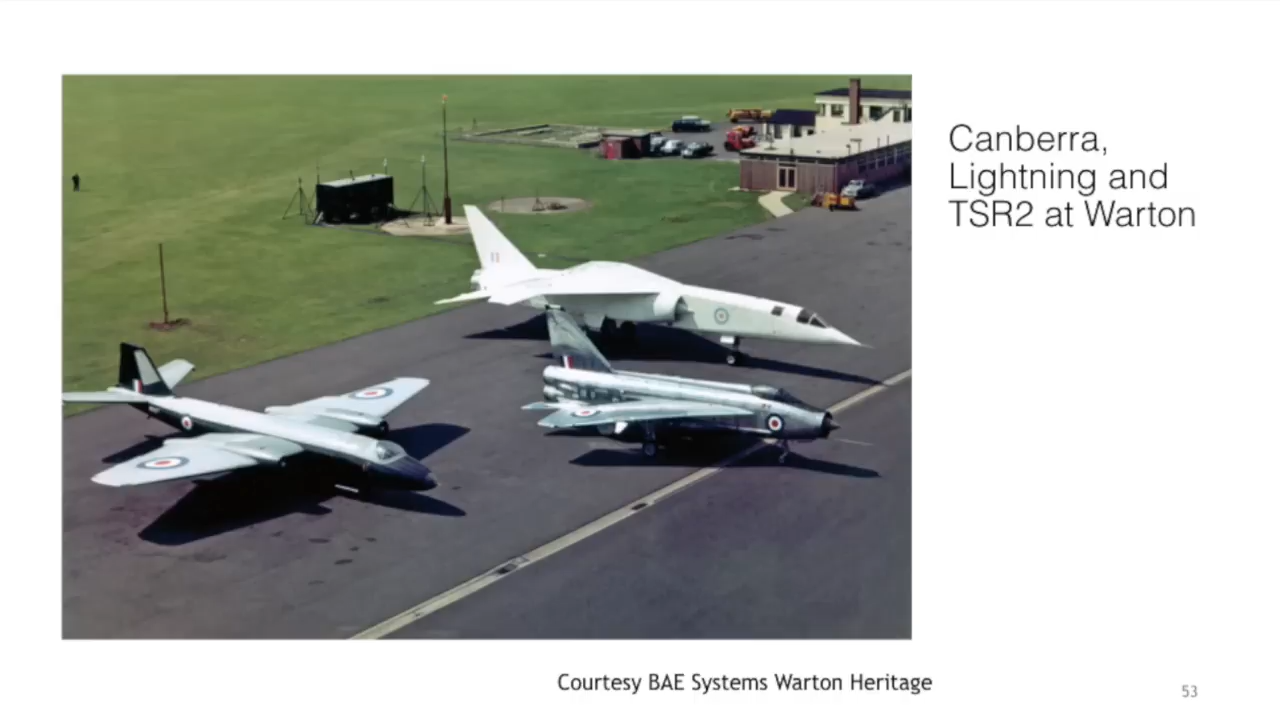 Canberra,
Lightning and
TSR2 at Warton
Courtesy BAE Systems Warton Heritage
53